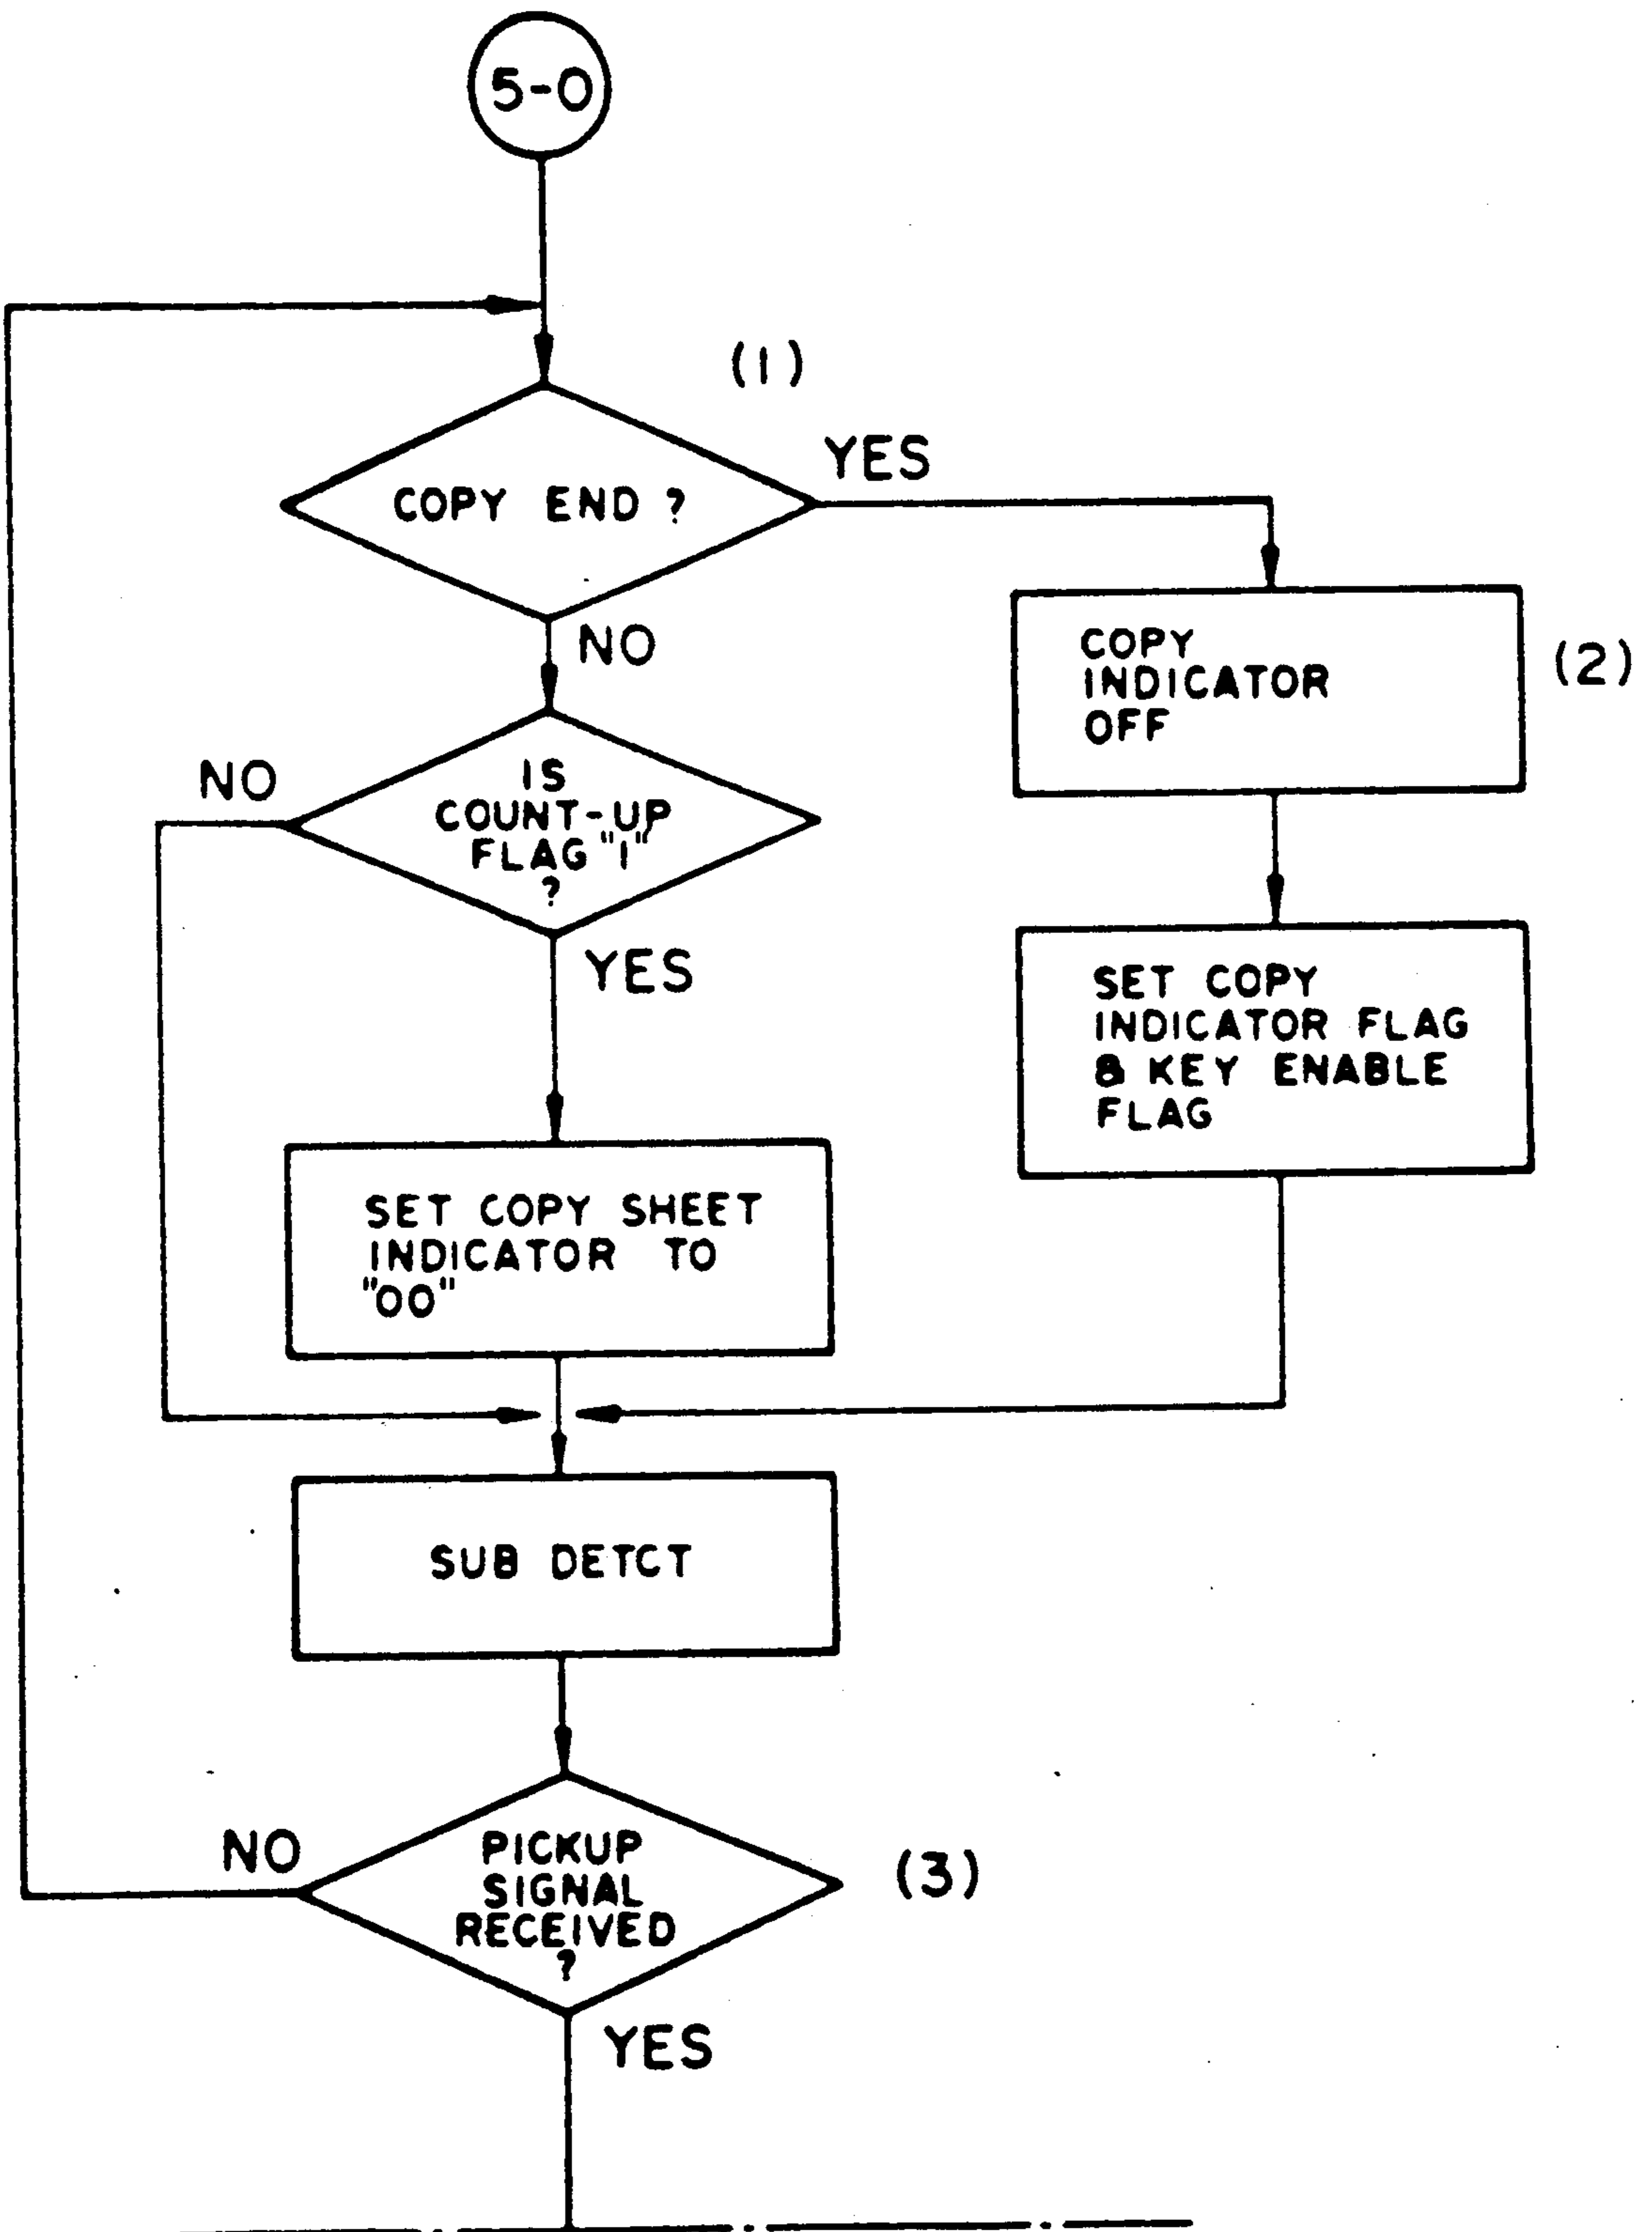 5-0
(1)
COPY END ?
YES
NO
COPY
INDICATOR
OFF
(2)
NO
IS
COUNT-UP
FLAG "1"
?
YES
SET COPY
INDICATOR FLAG
& KEY ENABLE
FLAG
SET COPY SHEET
INDICATOR TO
"00"
SUB DETCT
NO
PICKUP
SIGNAL
RECEIVED
?
(3)
YES